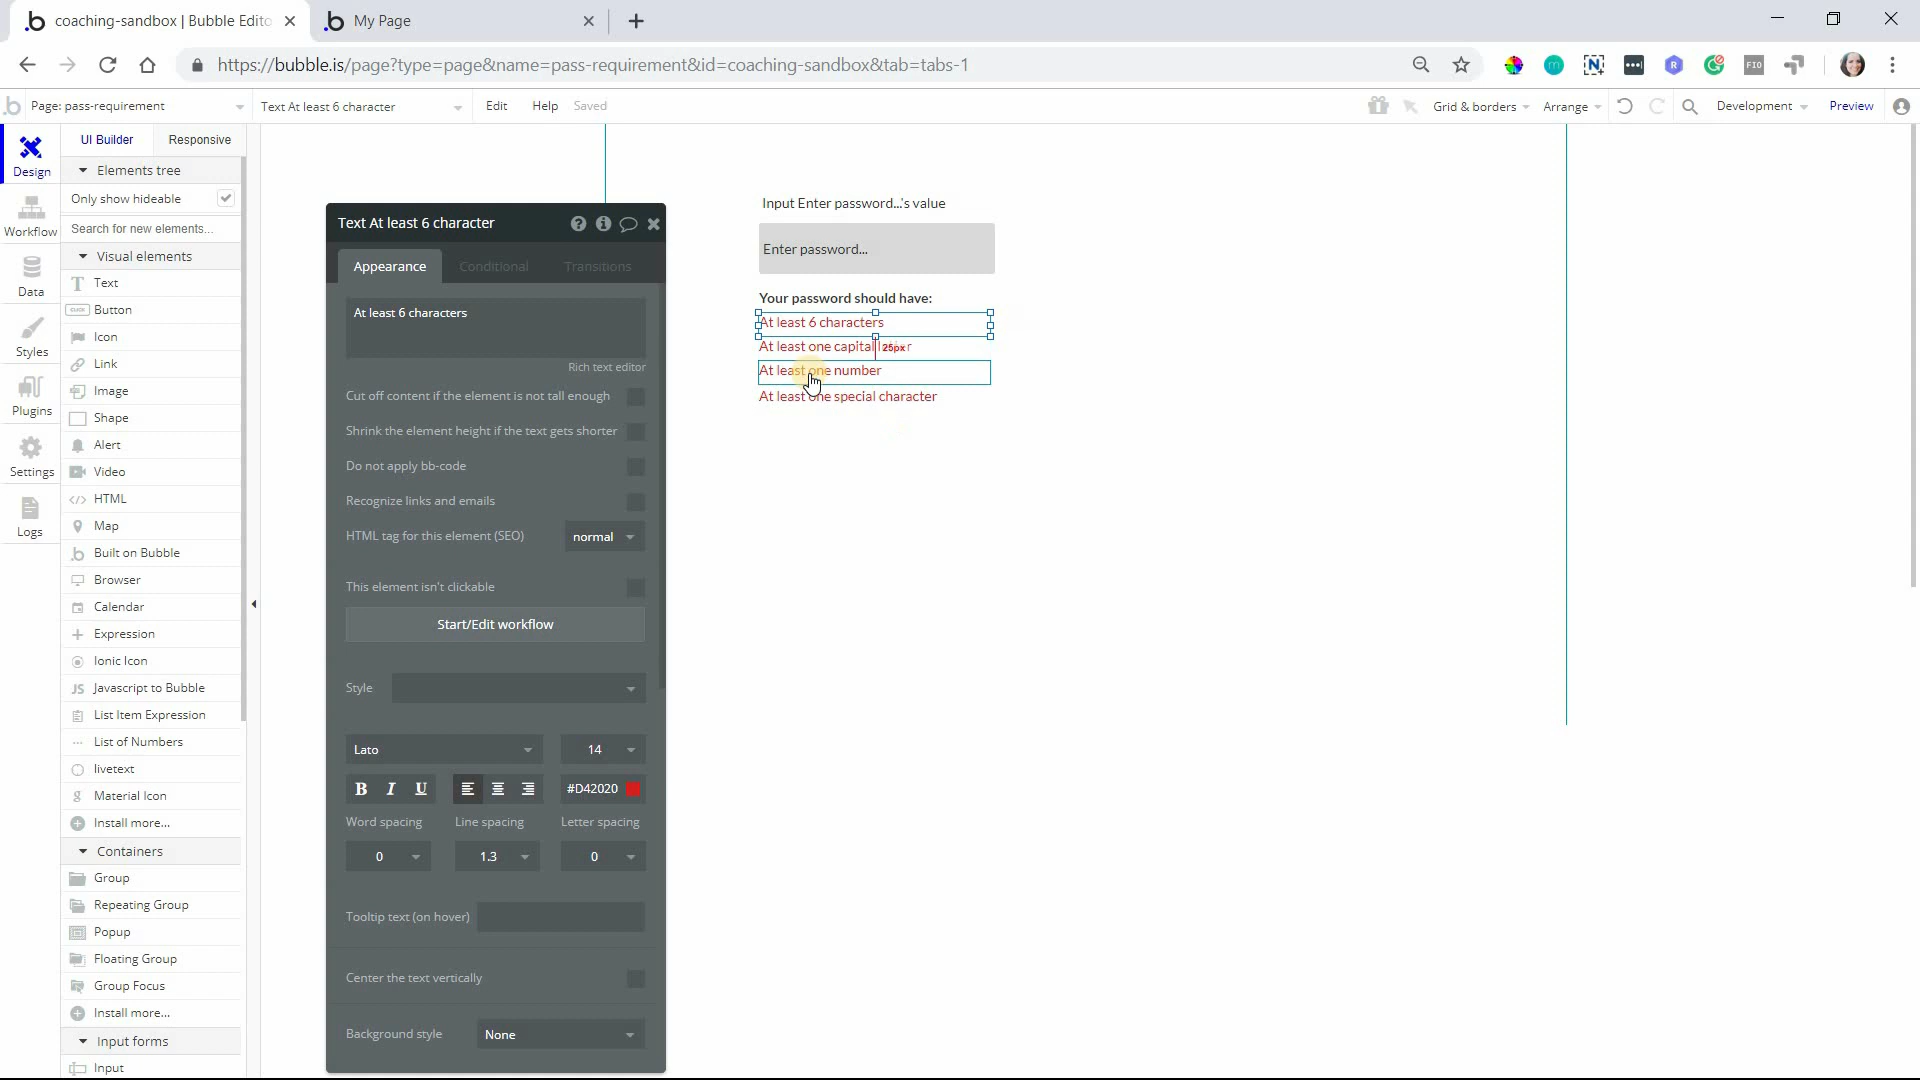 coaching-sandbox | Bubble Edito
My Page
https://bubble.is/page?type=page&name=pass-requirement&id=coaching-sandbox&tab=tabs-1
FIO
Page: pass-requirement
Text At least 6 character
Edit
Help
Saved
Grid & borders
Arrange
Development
Preview
Design
Workflow
Data
Styles
Plugins
Settings
Logs
UI Builder
Responsive
Elements tree
Only show hideable
Search for new elements...
Visual elements
Text
Button
Icon
Link
Image
Shape
Alert
Video
HTML
Map
Built on Bubble
Browser
Calendar
Expression
Ionic Icon
Javascript to Bubble
List Item Expression
List of Numbers
livetext
Material Icon
Install more...
Containers
Group
Repeating Group
Popup
Floating Group
Group Focus
Install more...
Input forms
Input
Text At least 6 character
Appearance
Conditional
Transitions
At least 6 characters
Rich text editor
Cut off content if the element is not tall enough
Shrink the element height if the text gets shorter
Do not apply bb-code
Recognize links and emails
HTML tag for this element (SEO)
normal
This element isn't clickable
Start/Edit workflow
Style
Lato
14
B I U
#D42020
Word spacing
Line spacing
Letter spacing
0
1.3
0
Tooltip text (on hover)
Center the text vertically
Background style
None
Input Enter password...'s value
Enter password...
Your password should have:
At least 6 characters
At least one capital
25px
At least one number
At least one special character